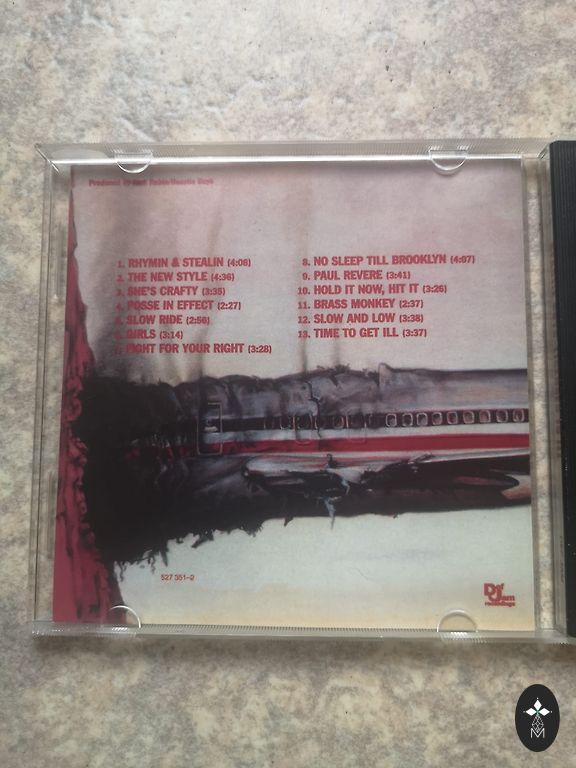 Produced by Rick Rubin/Beastie Boys
1. RHYMIN & STEALIN (4:08)
2. THE NEW STYLE (4:36)
3. SHE'S CRAFTY (3:35)
4. POSSE IN EFFECT (2:27)
5. SLOW RIDE (2:56)
6. GIRLS (3:14)
7. FIGHT FOR YOUR RIGHT (3:28)
8. NO SLEEP TILL BROOKLYN (4:07)
9. PAUL REVERE (3:41)
10. HOLD IT NOW, HIT IT (3:26)
11. BRASS MONKEY (2:37)
12. SLOW AND LOW (3:38)
13. TIME TO GET ILL (3:37)
527 351-2
Def
Jam
recordings
M